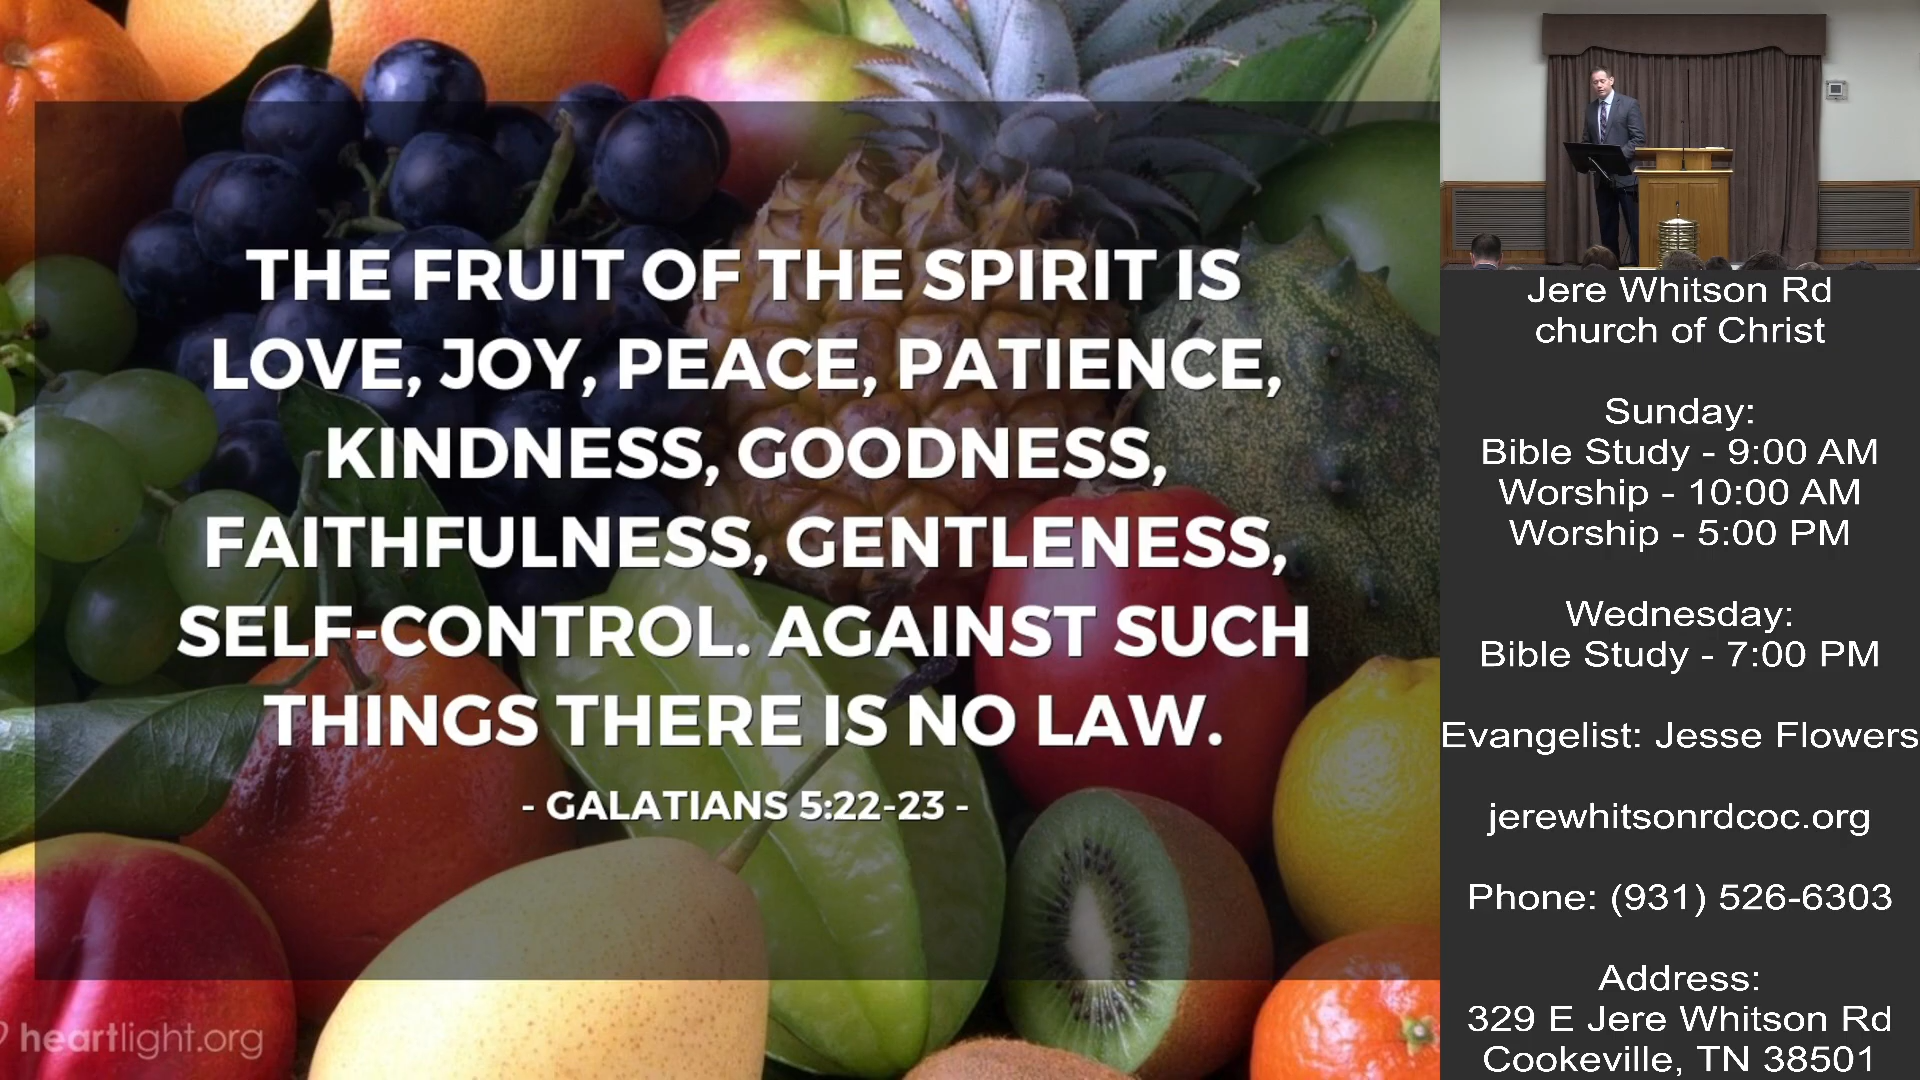 THE FRUIT OF THE SPIRIT IS
LOVE, JOY, PEACE, PATIENCE,
KINDNESS, GOODNESS,
FAITHFULNESS, GENTLENESS,
SELF-CONTROL. AGAINST SUCH
THINGS THERE IS NO LAW.
- GALATIANS 5:22-23 -
heartlight.org
Jere Whitson Rd
church of Christ
Sunday:
Bible Study - 9:00 AM
Worship - 10:00 AM
Worship - 5:00 PM
Wednesday:
Bible Study - 7:00 PM
Evangelist: Jesse Flowers
jerewhitsonrdcoc.org
Phone: (931) 526-6303
Address:
329 E Jere Whitson Rd
Cookeville, TN 38501